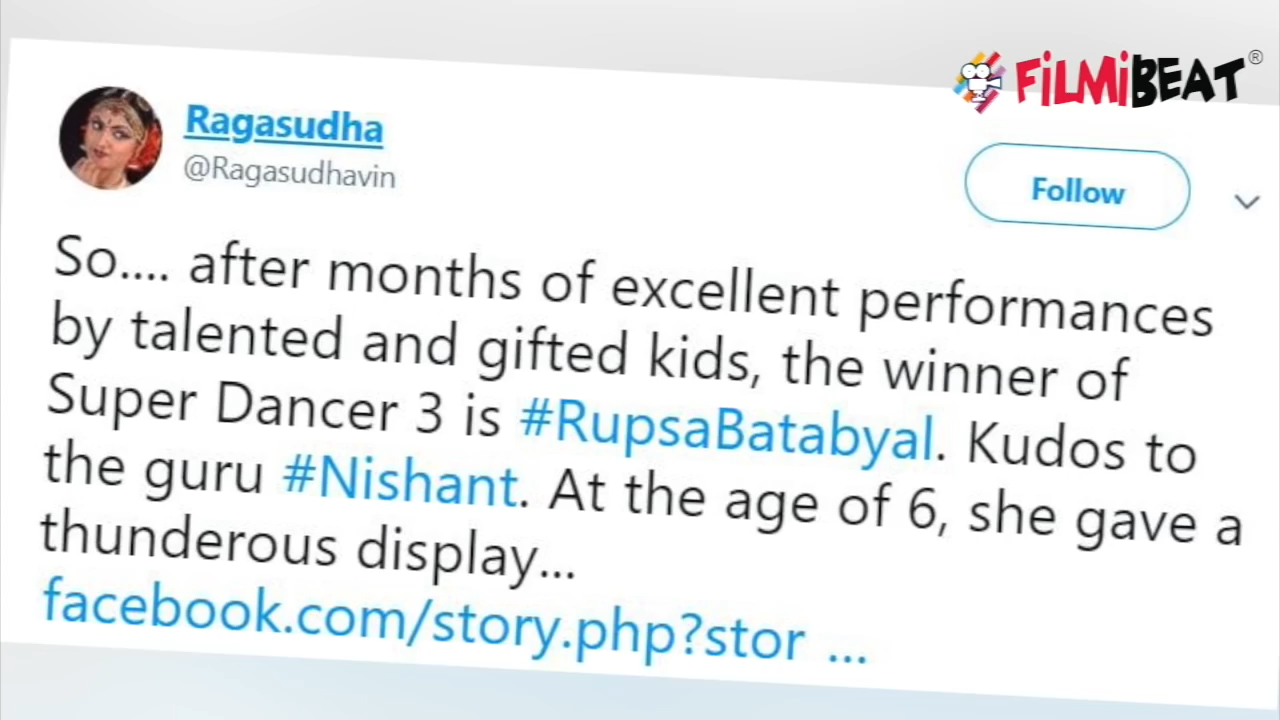 FiLMiBEAT®
Ragasudha
@Ragasudhavin
Follow
So.... after months of excellent performances
by talented and gifted kids, the winner of
Super Dancer 3 is #RupsaBatabyal. Kudos to
the guru #Nishant. At the age of 6, she gave a
thunderous display...
facebook.com/story.php?stor ...